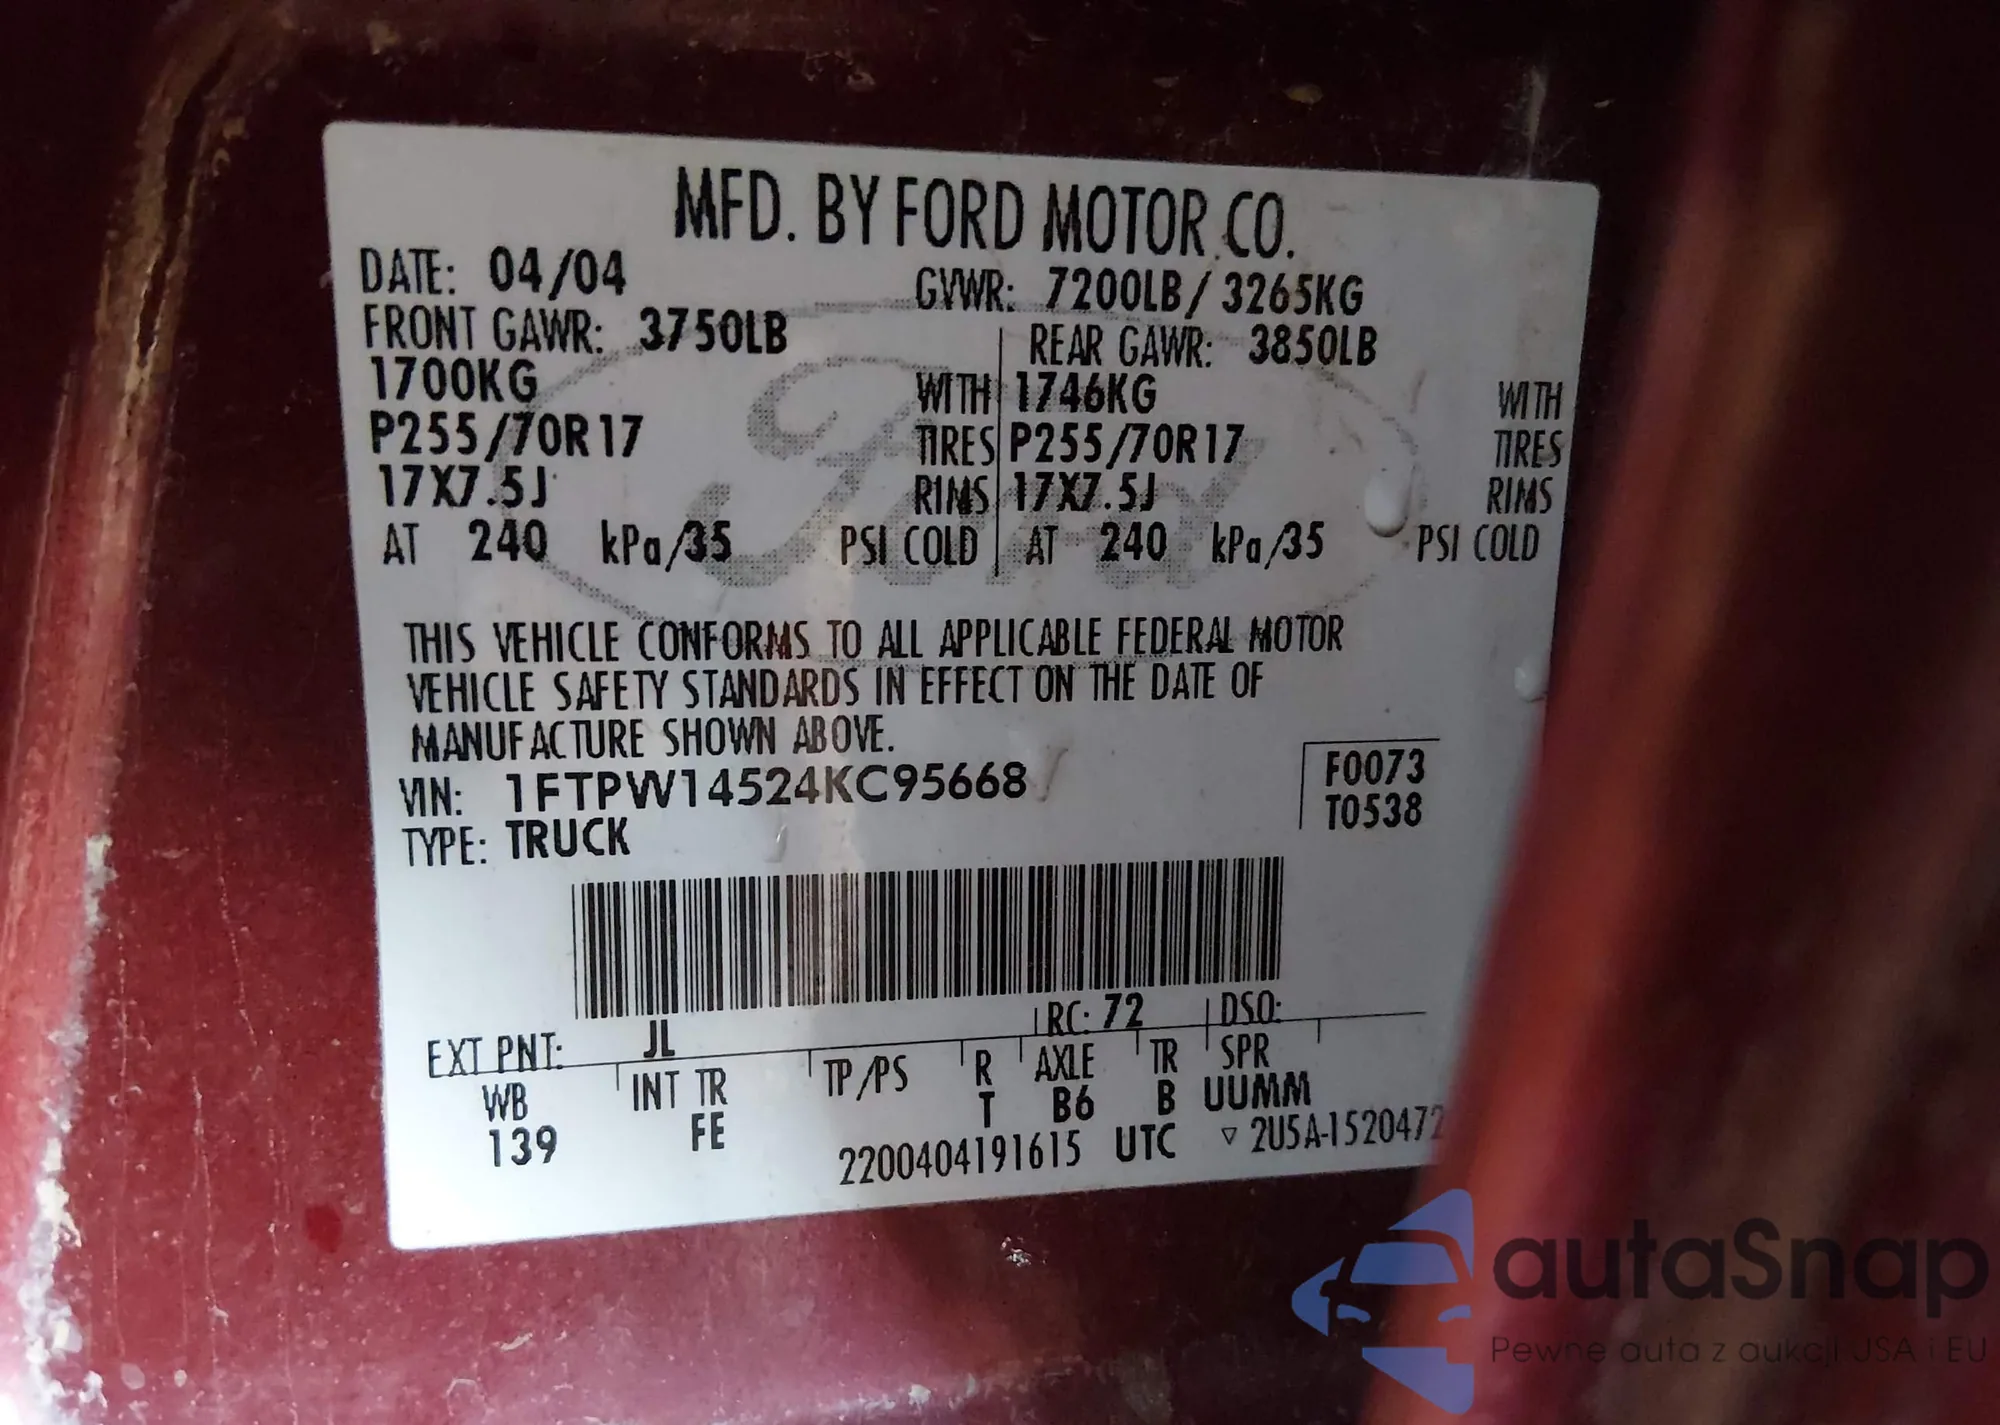 MFD. BY FORD MOTOR CO.
DATE: 04/04 GVWR: 7200LB/ 3265KG
FRONT GAWR: 3750LB REAR GAWR: 3850LB
1700KG WITH 1746KG WITH
P255/70R17 TIRES P255/70R17 TIRES
17X7.5J RIMS 17X7.5J RIMS
AT 240 kPa/35 PSI COLD AT 240 kPa/35 PSI COLD
THIS VEHICLE CONFORMS TO ALL APPLICABLE FEDERAL MOTOR
VEHICLE SAFETY STANDARDS IN EFFECT ON THE DATE OF
MANUFACTURE SHOWN ABOVE.
VIN: 1FTPW14524KC95668 F0073
TYPE: TRUCK T0538
EXT PNT: JL RC: 72 DSO:
WB INT TR TP/PS R AXLE TR SPR
139 FE T B6 B UUMM
2200404191615 UTC ▽ 2U5A-1520472
Ford
autaSnap
Pewne auta z aukcji USA i EU